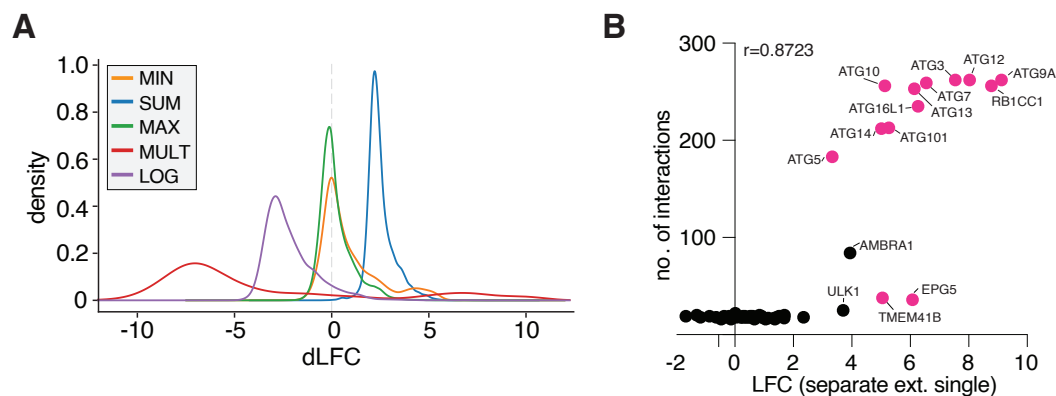 A
MIN
SUM
MAX
MULT
LOG
1.0
0.8
0.6
0.4
0.2
0
density
-10
-5
0
5
10
dLFC
B
r=0.8723
300
200
100
no. of interactions
ATG3
ATG12
ATG10
ATG9A
ATG7
RB1CC1
ATG16L1
ATG13
ATG14
ATG101
ATG5
AMBRA1
ULK1
EPG5
TMEM41B
-2
0
2
4
6
8
10
LFC (separate ext. single)